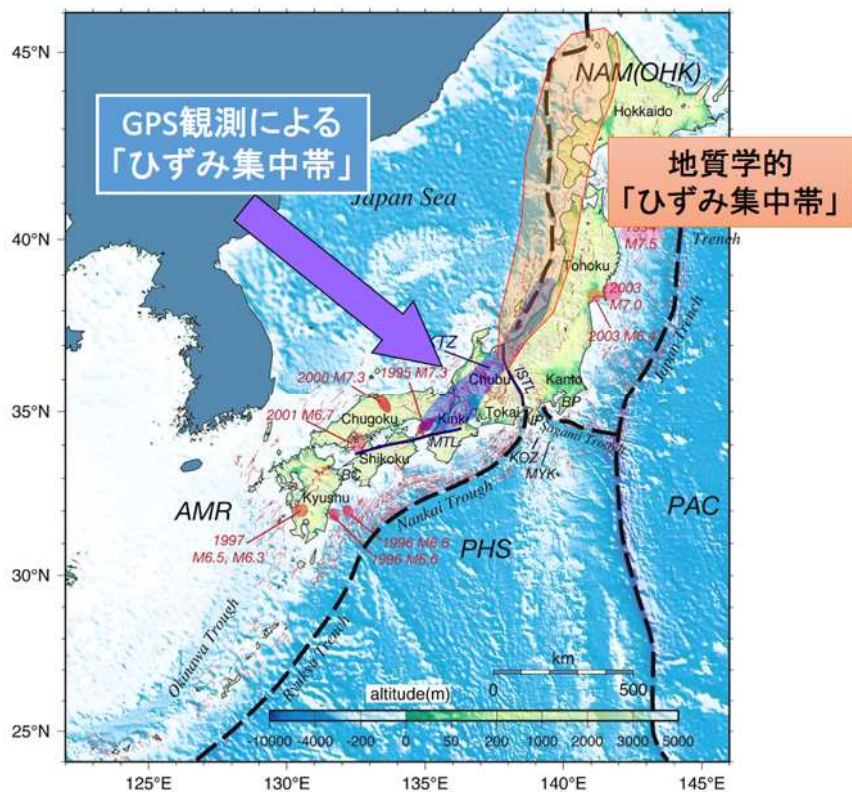 45°N
NAM(OHK)
Hokkaido
GPS観測による
「ひずみ集中帯」
地質学的
「ひずみ集中帯」
Japan Sea
40°N
M7.5
Trench
Tohoku
2003
M7.0
2003 M6.4
Japan Trench
TZ
2000 M7.3
1995 M7.3
Chubu
ISTL
Kanto
35°N
Chugoku
Kinki
Tokai
BP
2001 M6.7
MTL
Sagami Trough
Shikoku
KOZ
MYK
BC
Kyushu
AMR
Nankai Trough
PAC
1997
M6.5, M6.3
1996 M6.6
1996 M6.6
PHS
30°N
Okinawa Trough
Ryukyu Trench
km
0 500
altitude(m)
25°N
-10000 -4000 -2000 -200 0 50 200 1000 3000 5000
125°E 130°E 135°E 140°E 145°E